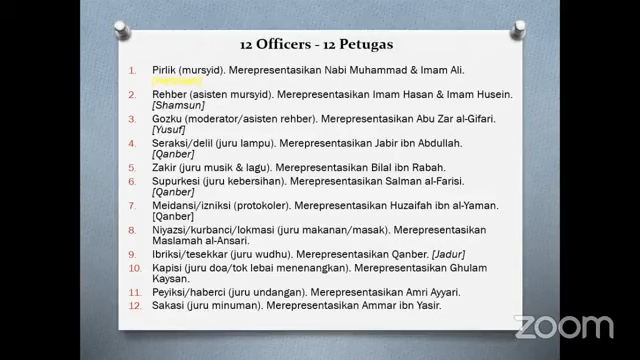 12 Officers - 12 Petugas
1. Pirlik (mursyid). Merepresentasikan Nabi Muhammad & Imam Ali.
2. Rehber (asisten mursyid). Merepresentasikan Imam Hasan & Imam Husein.
[Shamsun]
3. Gozku (moderator/asisten rehber). Merepresentasikan Abu Zar al-Gifari.
[Yusuf]
4. Seraksi/delil (juru lampu). Merepresentasikan Jabir ibn Abdullah.
[Qanber]
5. Zakir (juru musik & lagu). Merepresentasikan Bilal ibn Rabah.
6. Supurkesi (juru kebersihan). Merepresentasikan Salman al-Farisi.
[Qanber]
7. Meidansi/izniksi (protokoler). Merepresentasikan Huzaifah ibn al-Yaman.
[Qanber]
8. Niyazsi/kurbanci/lokmasi (juru makanan/masak). Merepresentasikan
Maslamah al-Ansari.
9. Ibriksi/tesekkar (juru wudhu). Merepresentasikan Qanber. [Jadur]
10. Kapisi (juru doa/tok lebai menenangkan). Merepresentasikan Ghulam
Kaysan.
11. Peyiksi/haberci (juru undangan). Merepresentasikan Amri Ayyari.
12. Sakasi (juru minuman). Merepresentasikan Ammar ibn Yasir.
zoom